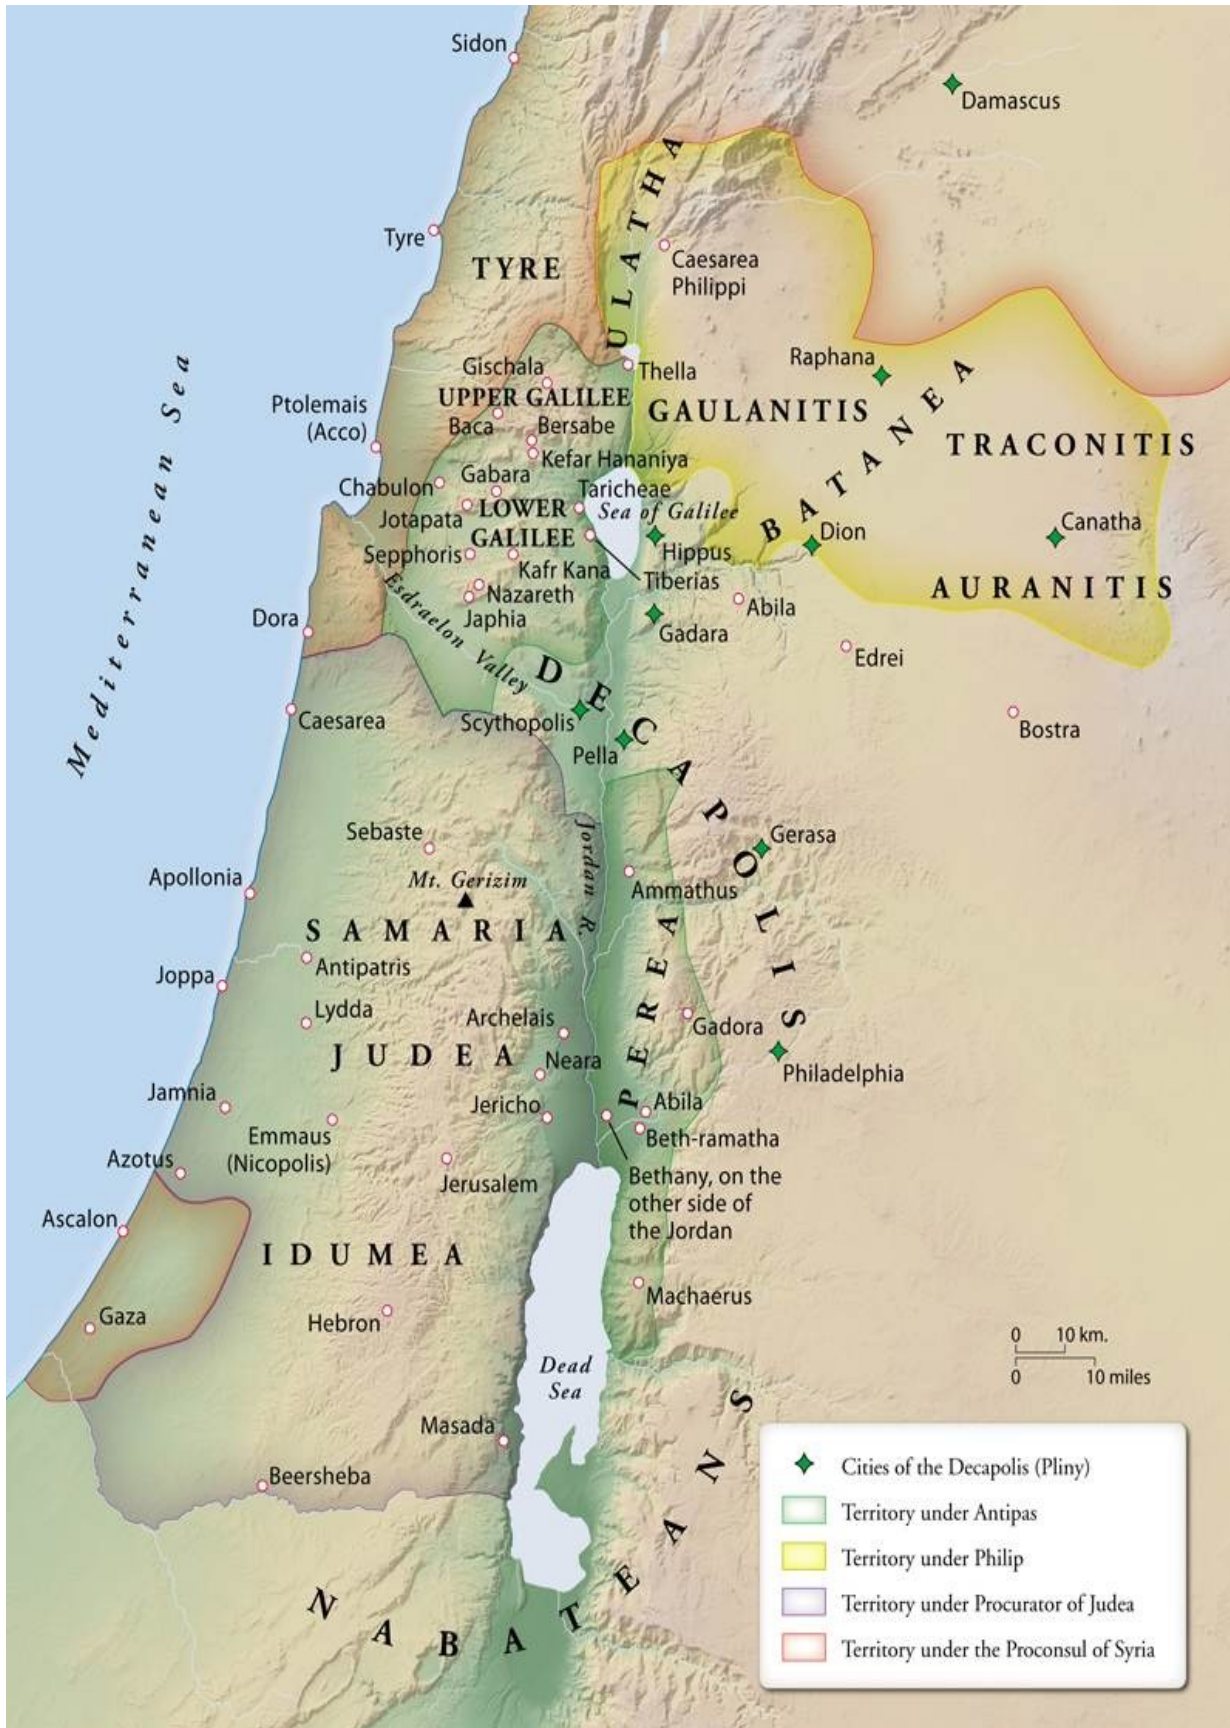 Sidon
Damascus
ULATHA
Tyre
TYRE
Caesarea
Philippi
Mediterranean Sea
Gischala
Thella
Raphana
UPPER GALILEE
GAULANITIS
BATANEA
TRACONITIS
Ptolemais
(Acco)
Baca
Bersabe
Kefar Hananiya
Chabulon
Gabara
Taricheae
Jotapata
LOWER
GALILEE
Sea of Galilee
Canatha
Dion
Hippus
Sepphoris
Kafr Kana
Tiberias
Nazareth
Japhia
AURANITIS
Abila
Dora
Esdraelon Valley
Gadara
Edrei
DECAPOLIS
Caesarea
Scythopolis
Bostra
Pella
Sebaste
Jordan R.
Gerasa
Mt. Gerizim
Apollonia
Ammathus
SAMARIA
PEREA
Antipatris
Joppa
Lydda
Archelais
Gadora
JUDEA
Neara
Philadelphia
Jamnia
Jericho
Abila
Emmaus
(Nicopolis)
Beth-ramatha
Azotus
Jerusalem
Bethany, on the
other side of
the Jordan
Ascalon
IDUMEA
Machaerus
Gaza
Hebron
0 10 km.
0 10 miles
Dead
Sea
Masada
Beersheba
NABATEANS
Cities of the Decapolis (Pliny)
Territory under Antipas
Territory under Philip
Territory under Procurator of Judea
Territory under the Proconsul of Syria